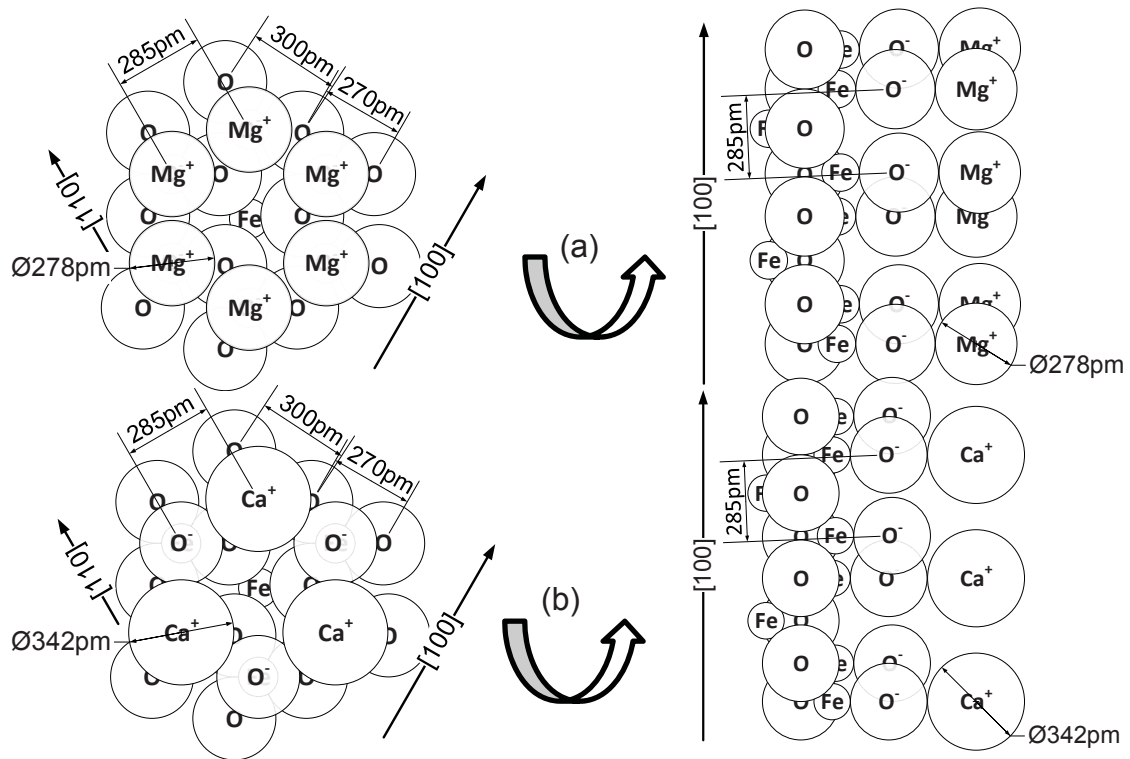 285pm
300pm
270pm
O
Mg⁺
O
O
Mg⁺
O
Mg⁺
O
[110]
O
Fe
O
[100]
Ø278pm
Mg⁺
O
Mg⁺
O
O
Mg⁺
O
O
(a)
[100]
285pm
O
e
O⁻
Mg⁺
Fe
O⁻
Mg⁺
F
O
O
Fe
O⁻
Mg⁺
O
e
O⁻
Mg
Fe
O
O
e
O⁻
Mg⁺
O
Fe
O⁻
Mg⁺
Ø278pm
285pm
300pm
270pm
O
Ca⁺
O
O
O⁻
O
O⁻
O
[110]
O
Fe
O
[100]
Ø342pm
Ca⁺
O
Ca⁺
O
O⁻
O
O
O
(b)
[100]
285pm
O
e
O⁻
Fe
O⁻
Ca⁺
F
O
O
Fe
O⁻
O
e
O
Ca⁺
Fe
O
O
e
O⁻
O
Fe
O⁻
Ca⁺
Ø342pm